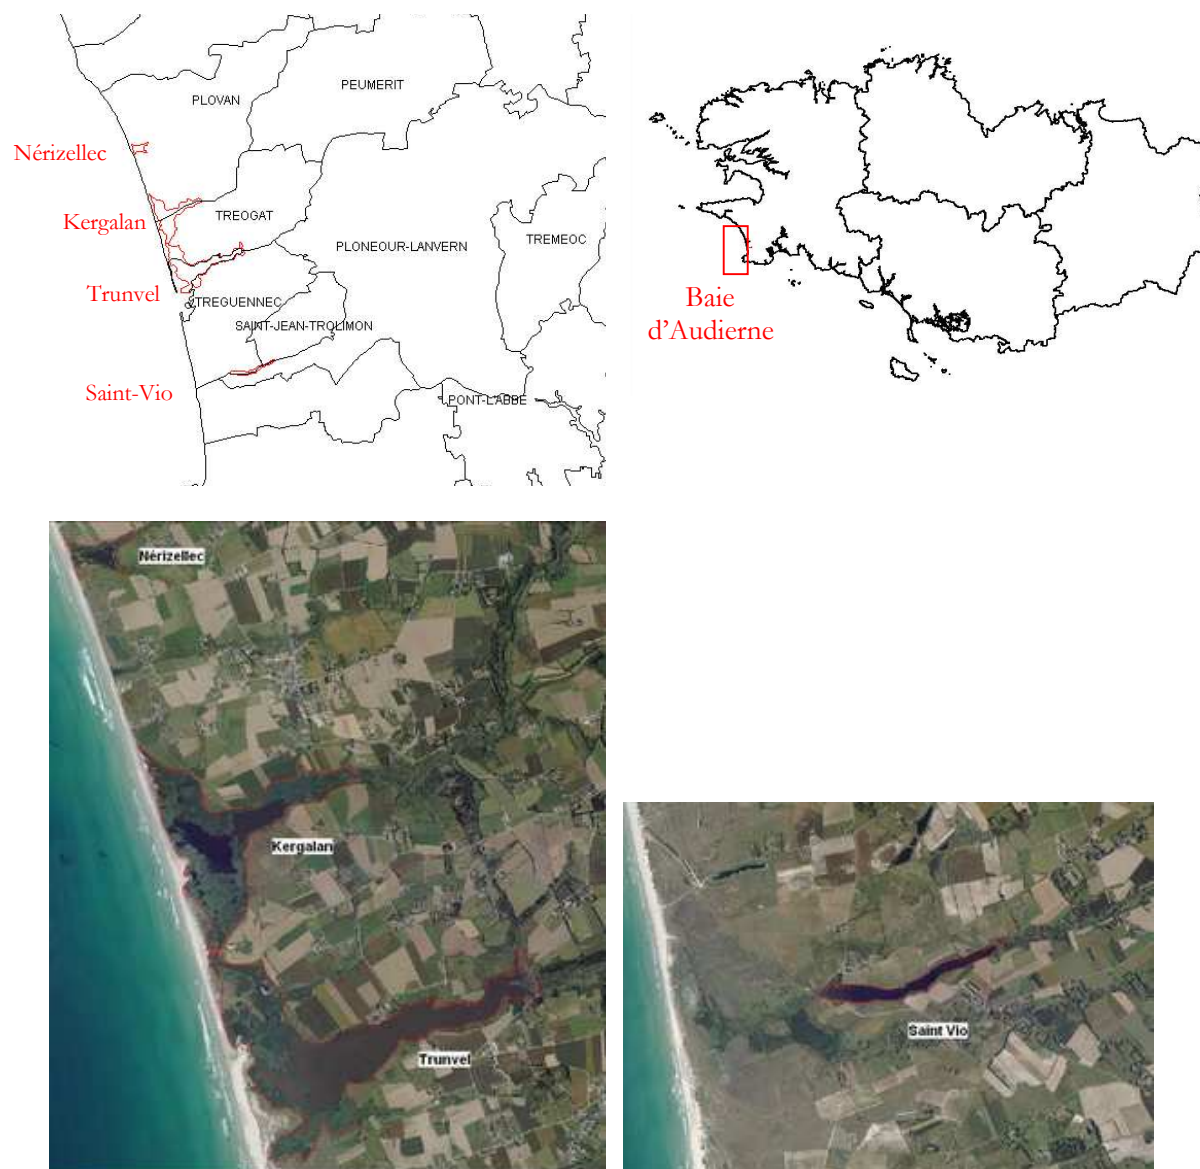 PEUMERIT
PLOVAN
Nérizellec
Kergalan
TREOGAT
PLONEOUR-LANVERN
TREMEOC
Trunvel
TREGUENNEC
SAINT-JEAN-TROLIMON
Saint-Vio
PONT-L'ABBE
Baie
d'Audierne
Nérizellec
Kergalan
Trunvel
Saint Vio